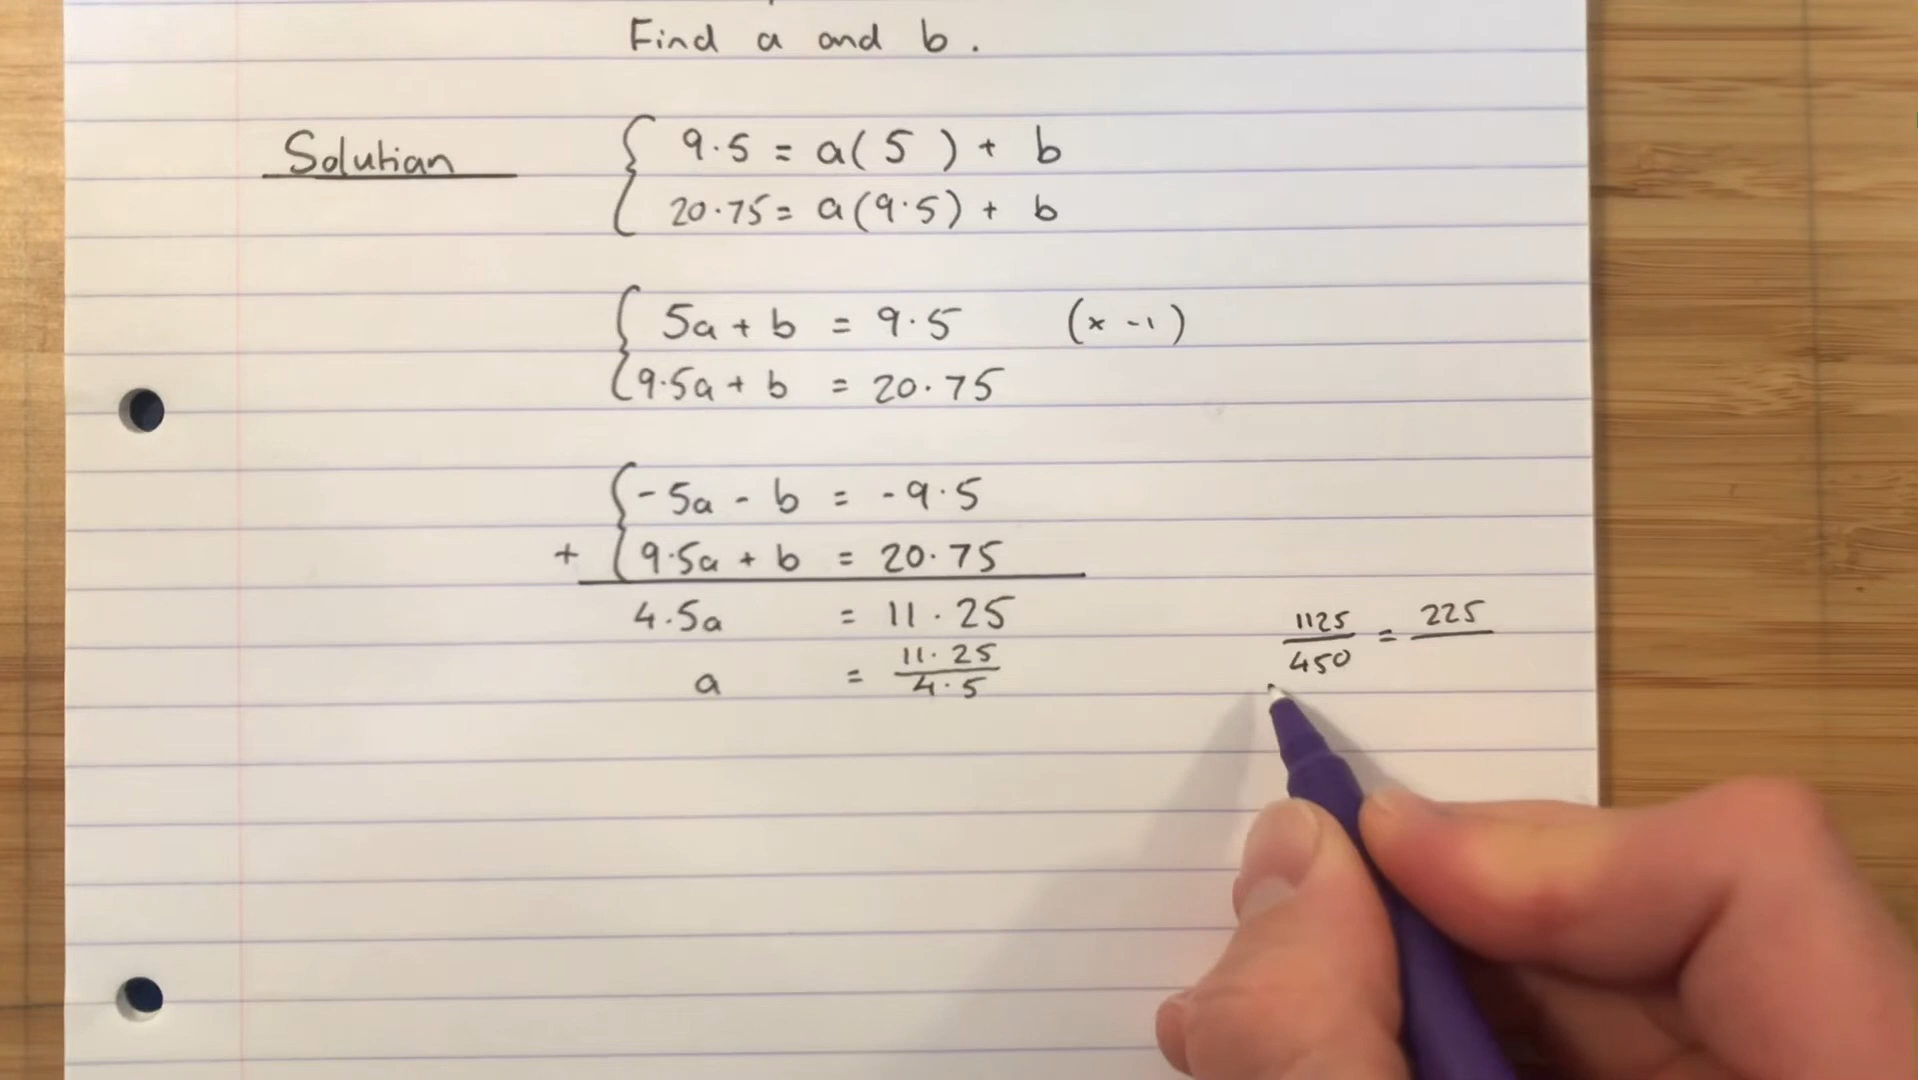 Find a and b.
Solution
9.5 = a(5) + b
20.75 = a(9.5) + b
5a + b = 9.5 (x -1)
9.5a + b = 20.75
-5a - b = -9.5
+ 9.5a + b = 20.75
4.5a = 11.25
a = 11.25/4.5
1125/450 = 225/